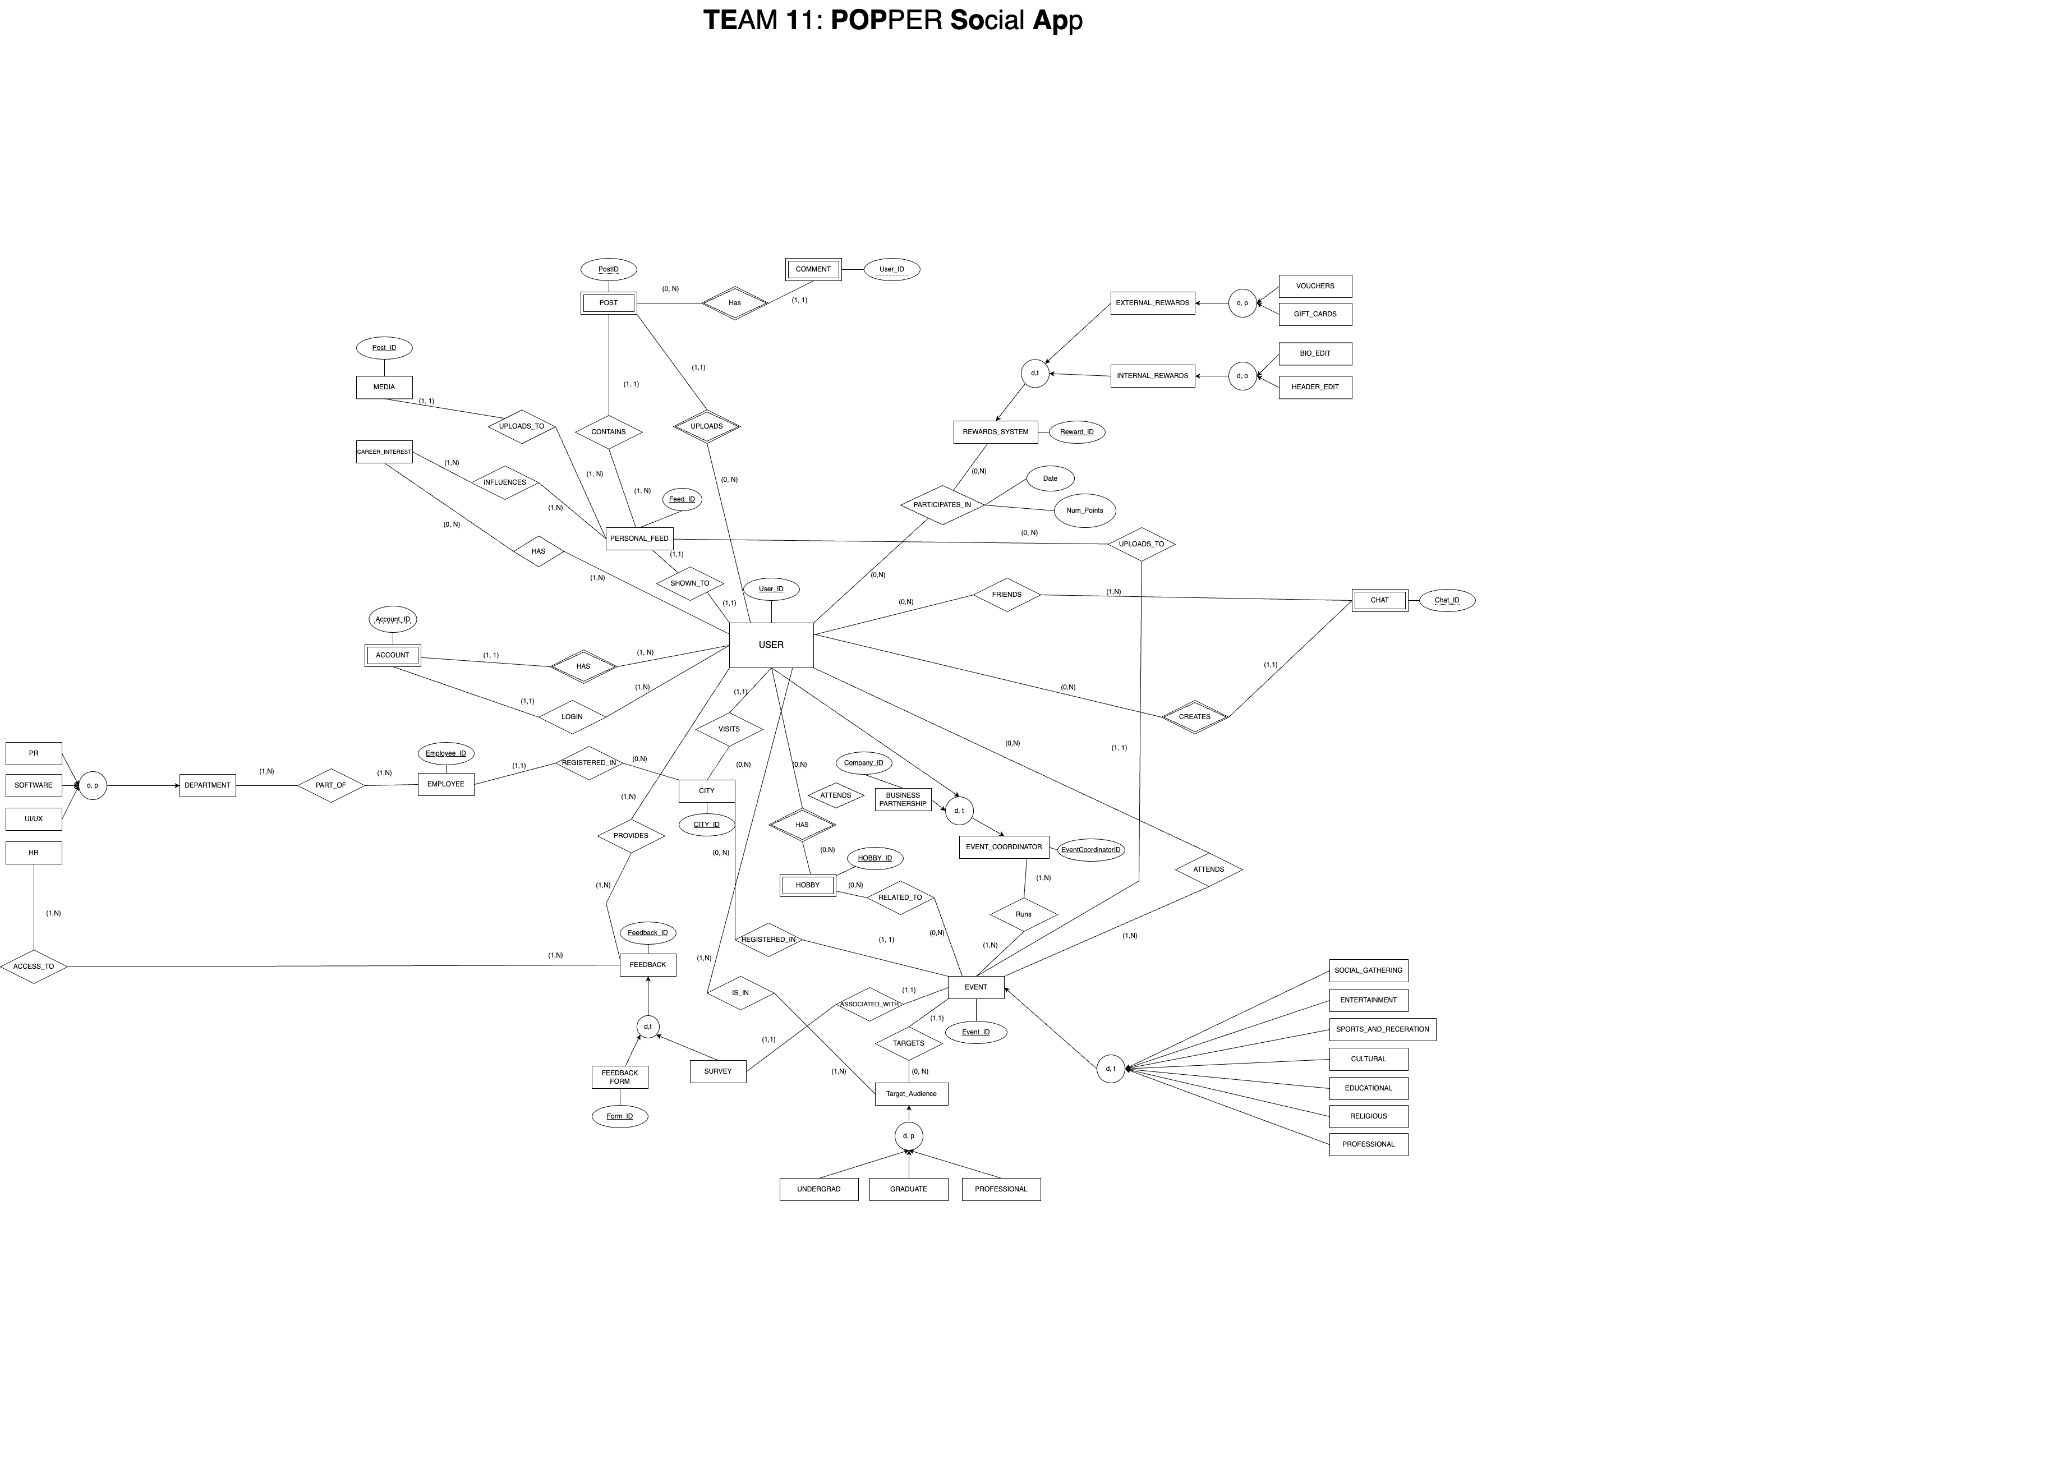 TEAM 11: POPPER Social App
PostID
COMMENT
User_ID
POST
(0, N)
Has
(1, 1)
VOUCHERS
EXTERNAL_REWARDS
o, p
GIFT_CARDS
Post_ID
MEDIA
(1, 1)
(1, 1)
(1,1)
BIO_EDIT
d,t
INTERNAL_REWARDS
d, o
HEADER_EDIT
UPLOADS_TO
CONTAINS
UPLOADS
REWARDS_SYSTEM
Reward_ID
CAREER_INTEREST
(1,N)
INFLUENCES
(1, N)
(1, N)
(0, N)
(0,N)
Date
Feed_ID
PARTICIPATES_IN
Num_Points
(1,N)
(0, N)
PERSONAL_FEED
(0, N)
UPLOADS_TO
HAS
(1,1)
(1,N)
SHOWN_TO
(1,1)
User_ID
(0,N)
(0,N)
FRIENDS
(1,N)
CHAT
Chat_ID
Account_ID
ACCOUNT
(1, 1)
HAS
(1, N)
USER
(1,1)
(1,1)
LOGIN
(1,N)
(1,1)
(0,N)
CREATES
VISITS
(0,N)
(1, 1)
PR
SOFTWARE
UI/UX
HR
o, p
DEPARTMENT
(1,N)
PART_OF
(1,N)
Employee_ID
EMPLOYEE
(1,1)
REGISTERED_IN
(0,N)
(0,N)
(0,N)
CITY
CITY_ID
(1,N)
PROVIDES
ATTENDS
Company_ID
BUSINESS
PARTNERSHIP
d, t
HAS
(0,N)
EVENT_COORDINATOR
EventCoordinatorID
(0, N)
HOBBY_ID
HOBBY
(0,N)
RELATED_TO
(1,N)
ATTENDS
(1,N)
(1,N)
Runs
Feedback_ID
(0,N)
(1,N)
(1,N)
REGISTERED_IN
(1, 1)
ACCESS_TO
(1,N)
FEEDBACK
(1,N)
IS_IN
ASSOCIATED_WITH
(1,1)
EVENT
Event_ID
SOCIAL_GATHERING
ENTERTAINMENT
SPORTS_AND_RECERATION
CULTURAL
EDUCATIONAL
RELIGIOUS
PROFESSIONAL
d, t
d,t
(1,1)
(1,1)
TARGETS
FEEDBACK
FORM
SURVEY
(1,N)
(0, N)
Target_Audience
Form_ID
d, p
UNDERGRAD
GRADUATE
PROFESSIONAL